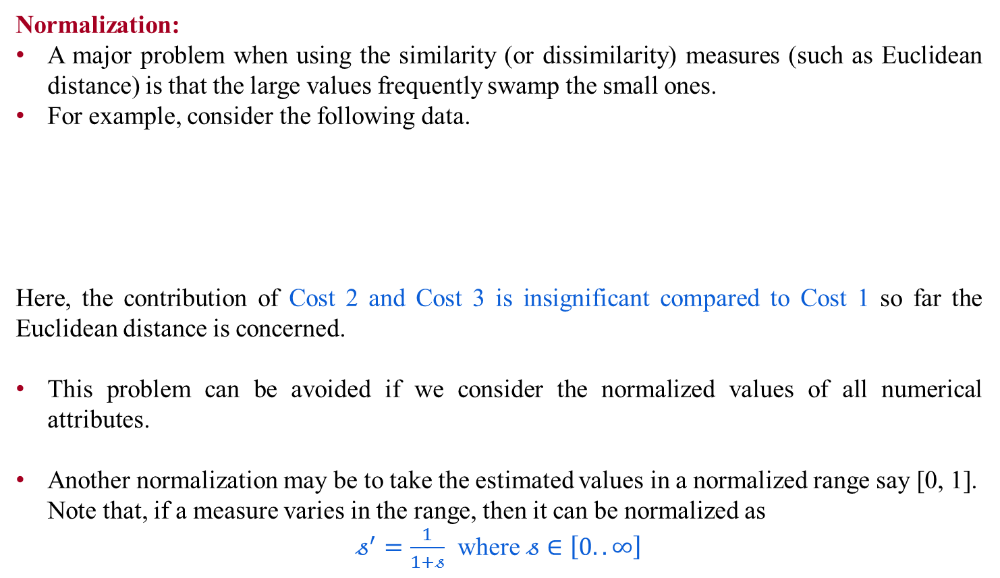 Normalization:
• A major problem when using the similarity (or dissimilarity) measures (such as Euclidean
distance) is that the large values frequently swamp the small ones.
• For example, consider the following data.
Here, the contribution of Cost 2 and Cost 3 is insignificant compared to Cost 1 so far the
Euclidean distance is concerned.
• This problem can be avoided if we consider the normalized values of all numerical
attributes.
• Another normalization may be to take the estimated values in a normalized range say [0, 1].
Note that, if a measure varies in the range, then it can be normalized as
𝓈′ = 1/(1+𝓈) where 𝓈 ∈ [0. . ∞]